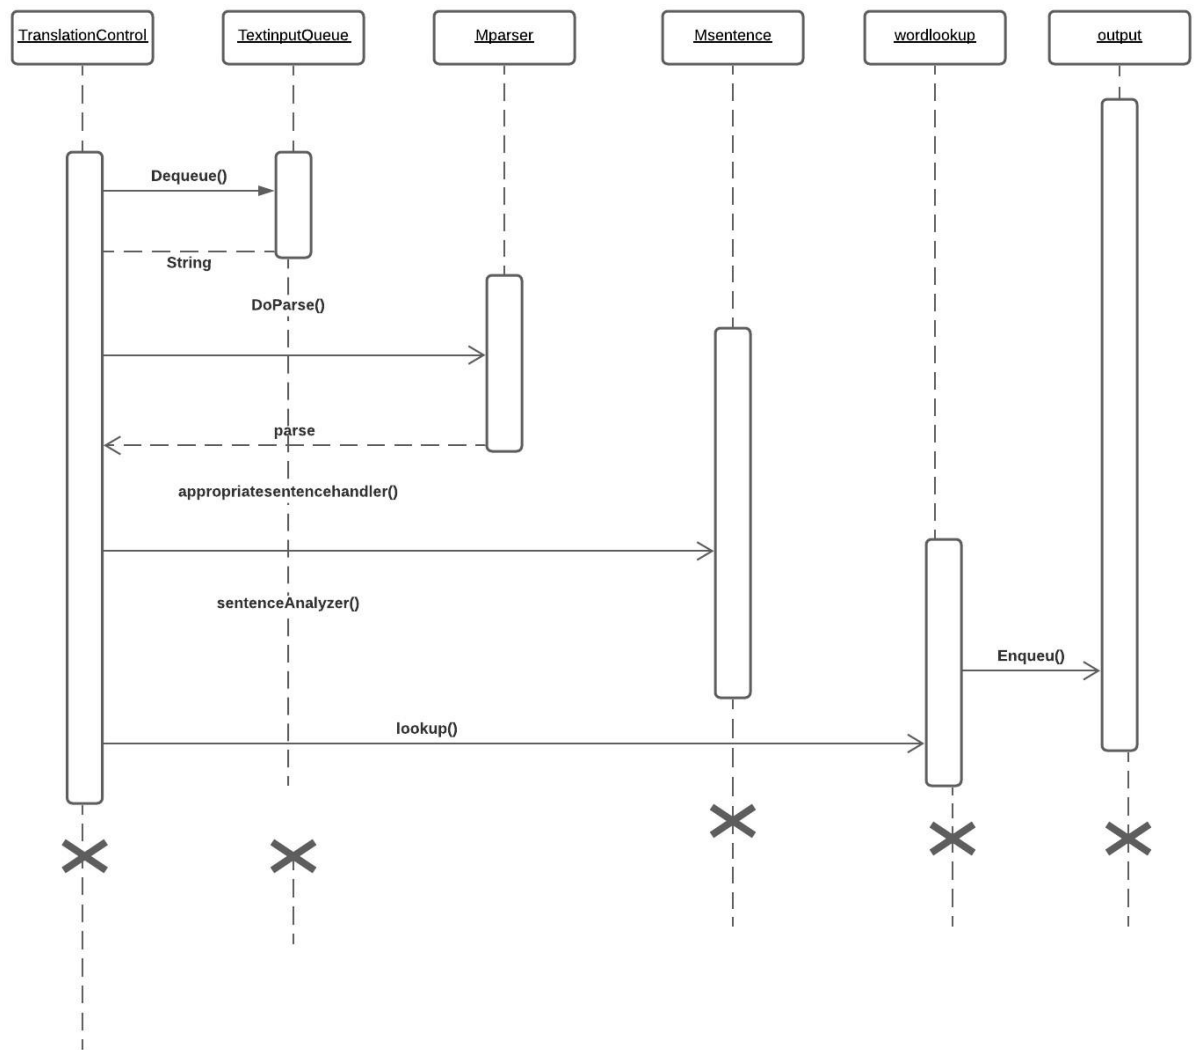 TranslationControl
TextinputQueue
Mparser
Msentence
wordlookup
output
Dequeue()
String
DoParse()
parse
appropriatesentencehandler()
sentenceAnalyzer()
Enqueu()
lookup()